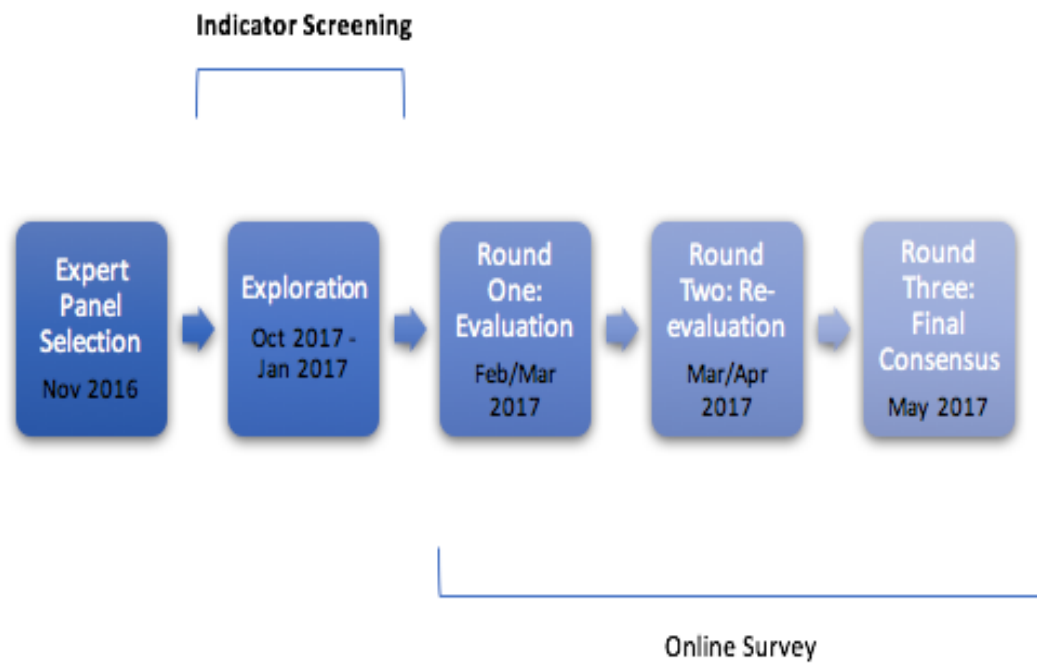 Indicator Screening
Expert
Panel
Selection
Nov 2016
Exploration
Oct 2017 -
Jan 2017
Round
One:
Evaluation
Feb/Mar
2017
Round
Two: Re-
evaluation
Mar/Apr
2017
Round
Three:
Final
Consensus
May 2017
Online Survey